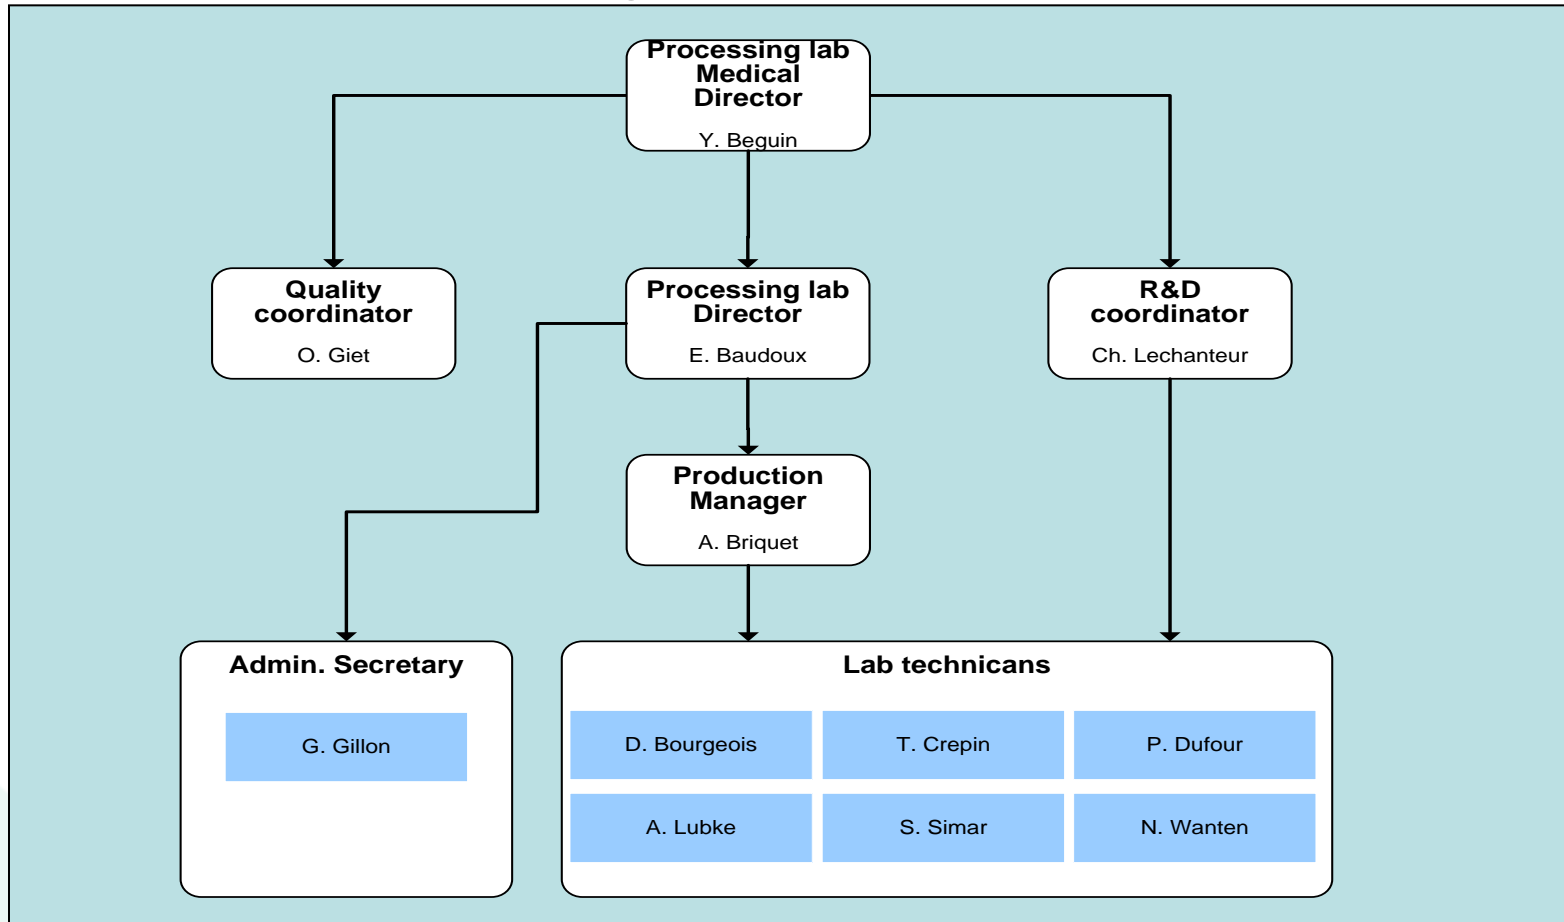 Processing lab
Medical
Director
Y. Beguin
Quality
coordinator
O. Giet
Processing lab
Director
E. Baudoux
R&D
coordinator
Ch. Lechanteur
Production
Manager
A. Briquet
Admin. Secretary
G. Gillon
Lab technicans
D. Bourgeois
T. Crepin
P. Dufour
A. Lubke
S. Simar
N. Wanten